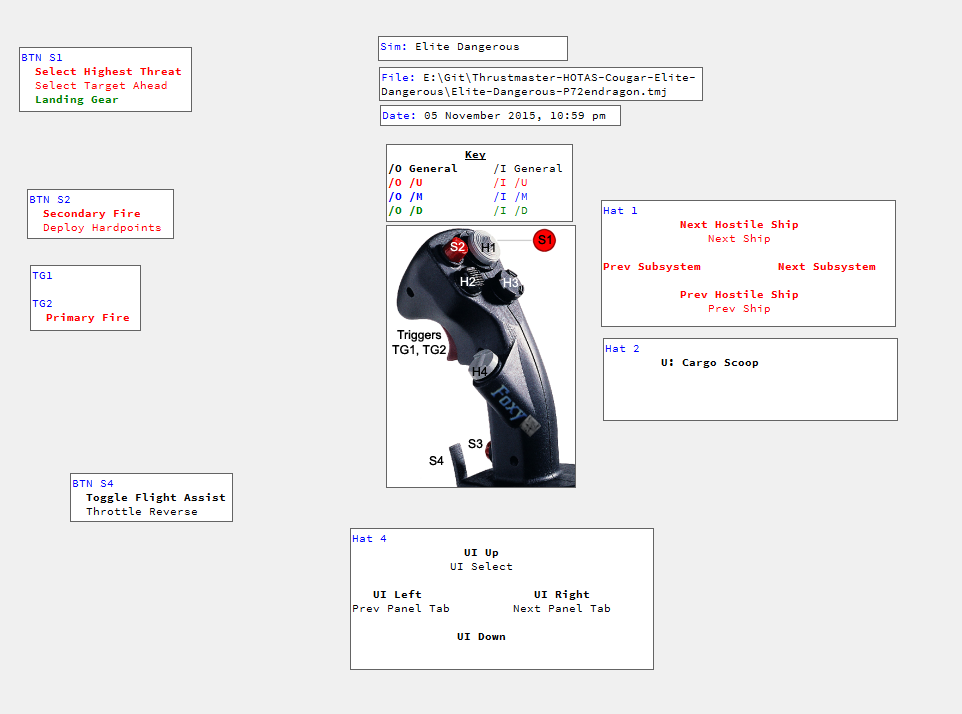 Sim: Elite Dangerous
BTN S1
Select Highest Threat
Select Target Ahead
Landing Gear
File: E:\Git\Thrustmaster-HOTAS-Cougar-Elite-
Dangerous\Elite-Dangerous-P72endragon.tmj
Date: 05 November 2015, 10:59 pm
Key
/O General /I General
/O /U /I /U
/O /M /I /M
/O /D /I /D
BTN S2
Secondary Fire
Deploy Hardpoints
TG1
TG2
Primary Fire
S2 H1 S1
H2 H3
Triggers
TG1, TG2
H4
Foxy
S3
S4
Hat 1
Next Hostile Ship
Next Ship
Prev Subsystem Next Subsystem
Prev Hostile Ship
Prev Ship
Hat 2
U: Cargo Scoop
BTN S4
Toggle Flight Assist
Throttle Reverse
Hat 4
UI Up
UI Select
UI Left UI Right
Prev Panel Tab Next Panel Tab
UI Down